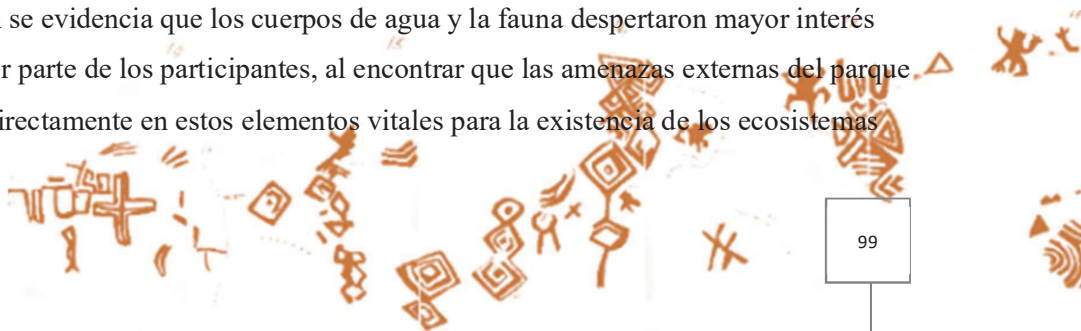 se evidencia que los cuerpos de agua y la fauna despertaron mayor interés
parte de los participantes, al encontrar que las amenazas externas del parque
directamente en estos elementos vitales para la existencia de los ecosistemas
99